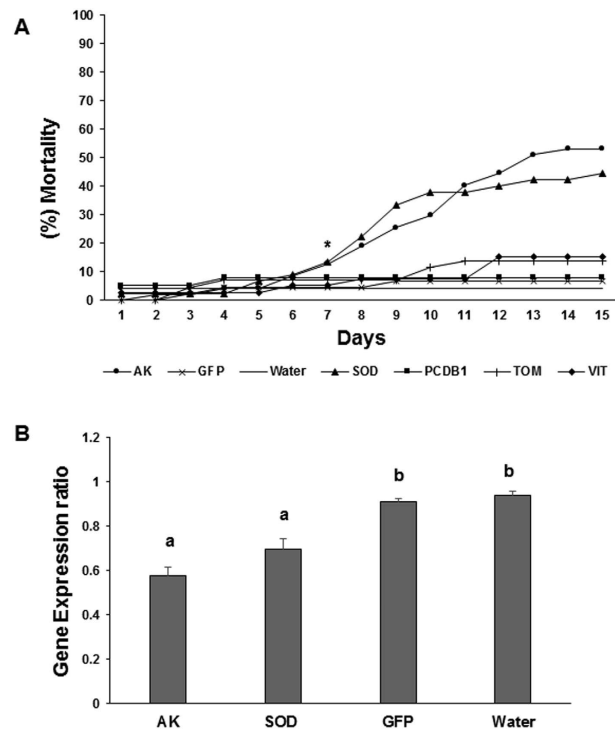 A
100
90
80
70
60
50
40
30
20
10
0
(%) Mortality
*
1 2 3 4 5 6 7 8 9 10 11 12 13 14 15
Days
AK GFP Water SOD PCDB1 TOM VIT
B
1.2
1
0.8
0.6
0.4
0.2
0
Gene Expression ratio
a a b b
AK SOD GFP Water